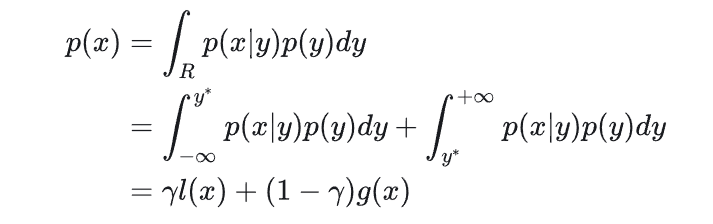 p(x) = ∫_R p(x|y)p(y)dy
= ∫_{-∞}^{y*} p(x|y)p(y)dy + ∫_{y*}^{+∞} p(x|y)p(y)dy
= γl(x) + (1 − γ)g(x)